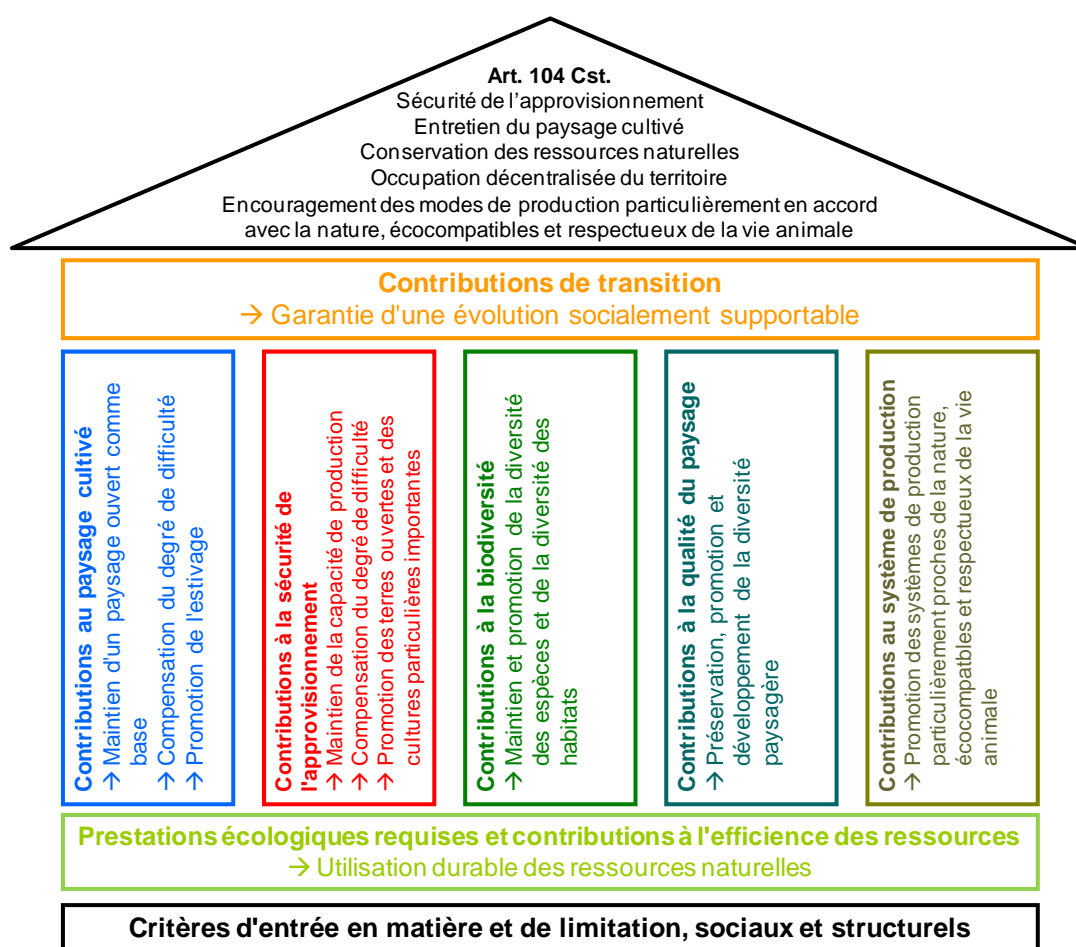 Art. 104 Cst.
Sécurité de l'approvisionnement
Entretien du paysage cultivé
Conservation des ressources naturelles
Occupation décentralisée du territoire
Encouragement des modes de production particulièrement en accord
avec la nature, écocompatibles et respectueux de la vie animale
Contributions de transition
→ Garantie d'une évolution socialement supportable
Contributions au paysage cultivé
→ Maintien d'un paysage ouvert comme
base
→ Compensation du degré de difficulté
→ Promotion de l'estivage
Contributions à la sécurité de
l'approvisionnement
→ Maintien de la capacité de production
→ Compensation du degré de difficulté
→ Promotion des terres ouvertes et des
cultures particulières importantes
Contributions à la biodiversité
→ Maintien et promotion de la diversité
des espèces et de la diversité des
habitats
Contributions à la qualité du paysage
→ Préservation, promotion et
développement de la diversité
paysagère
Contributions au système de production
→ Promotion des systèmes de production
particulièrement proches de la nature,
écocompatbles et respectueux de la vie
animale
Prestations écologiques requises et contributions à l'efficience des ressources
→ Utilisation durable des ressources naturelles
Critères d'entrée en matière et de limitation, sociaux et structurels